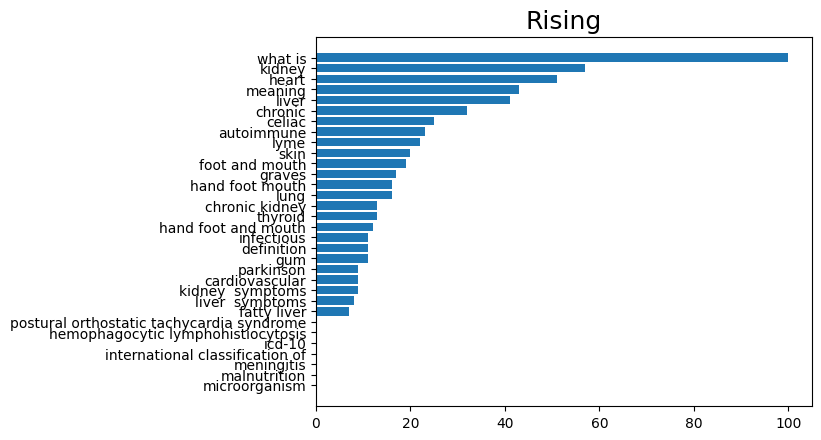 Rising
what is
kidney
heart
meaning
liver
chronic
celiac
autoimmune
lyme
skin
foot and mouth
graves
hand foot mouth
lung
chronic kidney
thyroid
hand foot and mouth
infectious
definition
gum
parkinson
cardiovascular
kidney  symptoms
liver  symptoms
fatty liver
postural orthostatic tachycardia syndrome
hemophagocytic lymphohistiocytosis
icd-10
international classification of
meningitis
malnutrition
microorganism
0 20 40 60 80 100